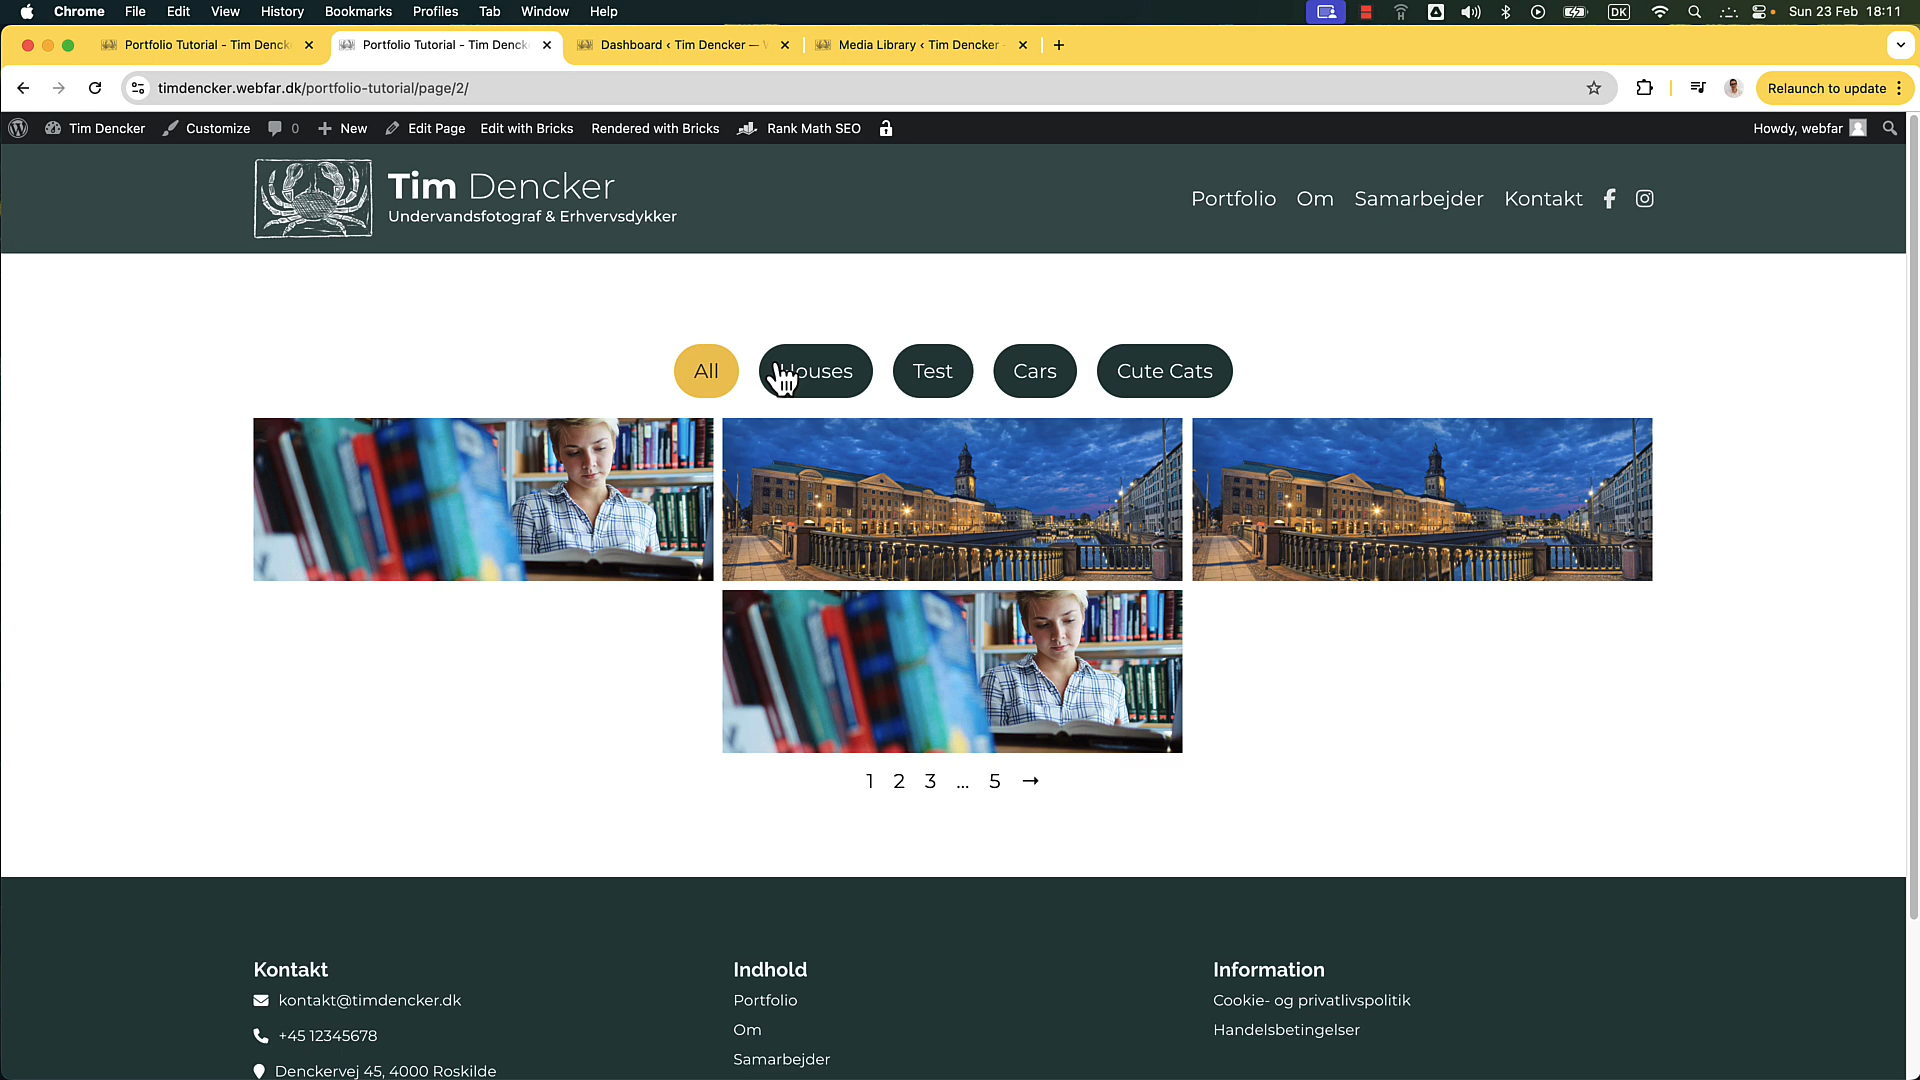 Chrome File Edit View History Bookmarks Profiles Tab Window Help DK Sun 23 Feb 18:11
Portfolio Tutorial - Tim Dencke Portfolio Tutorial - Tim Dencke Dashboard ‹ Tim Dencker — Media Library ‹ Tim Dencker
timdencker.webfar.dk/portfolio-tutorial/page/2/ Relaunch to update
Tim Dencker Customize 0 New Edit Page Edit with Bricks Rendered with Bricks Rank Math SEO Howdy, webfar
Tim Dencker
Undervandsfotograf & Erhvervsdykker
Portfolio Om Samarbejder Kontakt
All Houses Test Cars Cute Cats
1 2 3 ... 5 →
Kontakt
kontakt@timdencker.dk
+45 12345678
Denckervej 45, 4000 Roskilde
Indhold
Portfolio
Om
Samarbejder
Information
Cookie- og privatlivspolitik
Handelsbetingelser